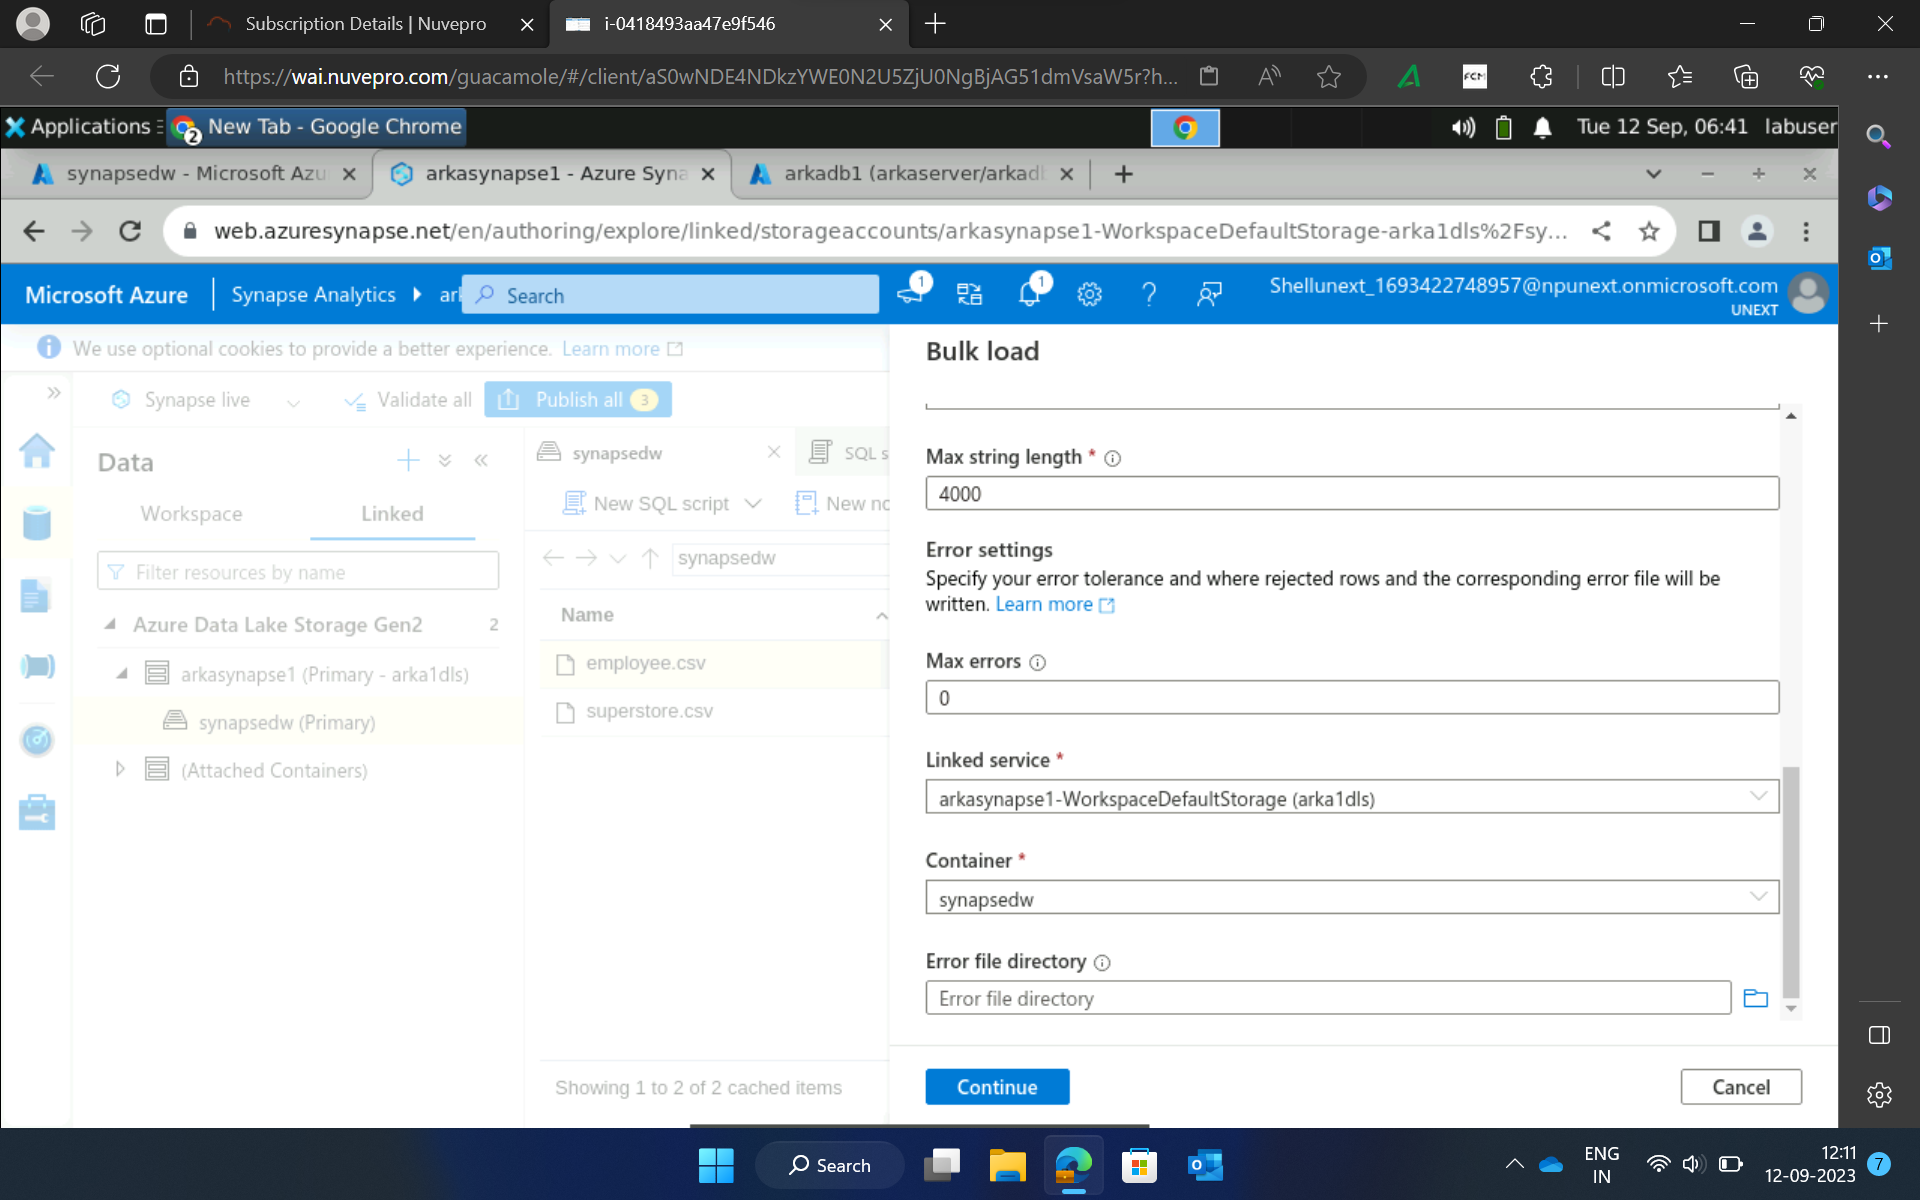 Subscription Details | Nuvepro
i-0418493aa47e9f546
https://wai.nuvepro.com/guacamole/#/client/aS0wNDE4NDkzYWE0N2U5ZjU0NgBjAG51dmVsaW5r?h...
FCM
Applications
2
New Tab - Google Chrome
Tue 12 Sep, 06:41
labuser
synapsedw - Microsoft Azu
arkasynapse1 - Azure Syna
arkadb1 (arkaserver/arkadb
web.azuresynapse.net/en/authoring/explore/linked/storageaccounts/arkasynapse1-WorkspaceDefaultStorage-arka1dls%2Fsy...
Microsoft Azure
Synapse Analytics
ark
Search
1
1
Shellunext_1693422748957@npunext.onmicrosoft.com
UNEXT
We use optional cookies to provide a better experience. Learn more
Synapse live
Validate all
Publish all 3
Data
Workspace
Linked
Filter resources by name
Azure Data Lake Storage Gen2 2
arkasynapse1 (Primary - arka1dls)
synapsedw (Primary)
(Attached Containers)
synapsedw
SQL s
New SQL script
New no
synapsedw
Name
employee.csv
superstore.csv
Showing 1 to 2 of 2 cached items
Bulk load
Max string length *
4000
Error settings
Specify your error tolerance and where rejected rows and the corresponding error file will be
written. Learn more
Max errors
0
Linked service *
arkasynapse1-WorkspaceDefaultStorage (arka1dls)
Container *
synapsedw
Error file directory
Error file directory
Continue
Cancel
Search
ENG
IN
12:11
12-09-2023
7